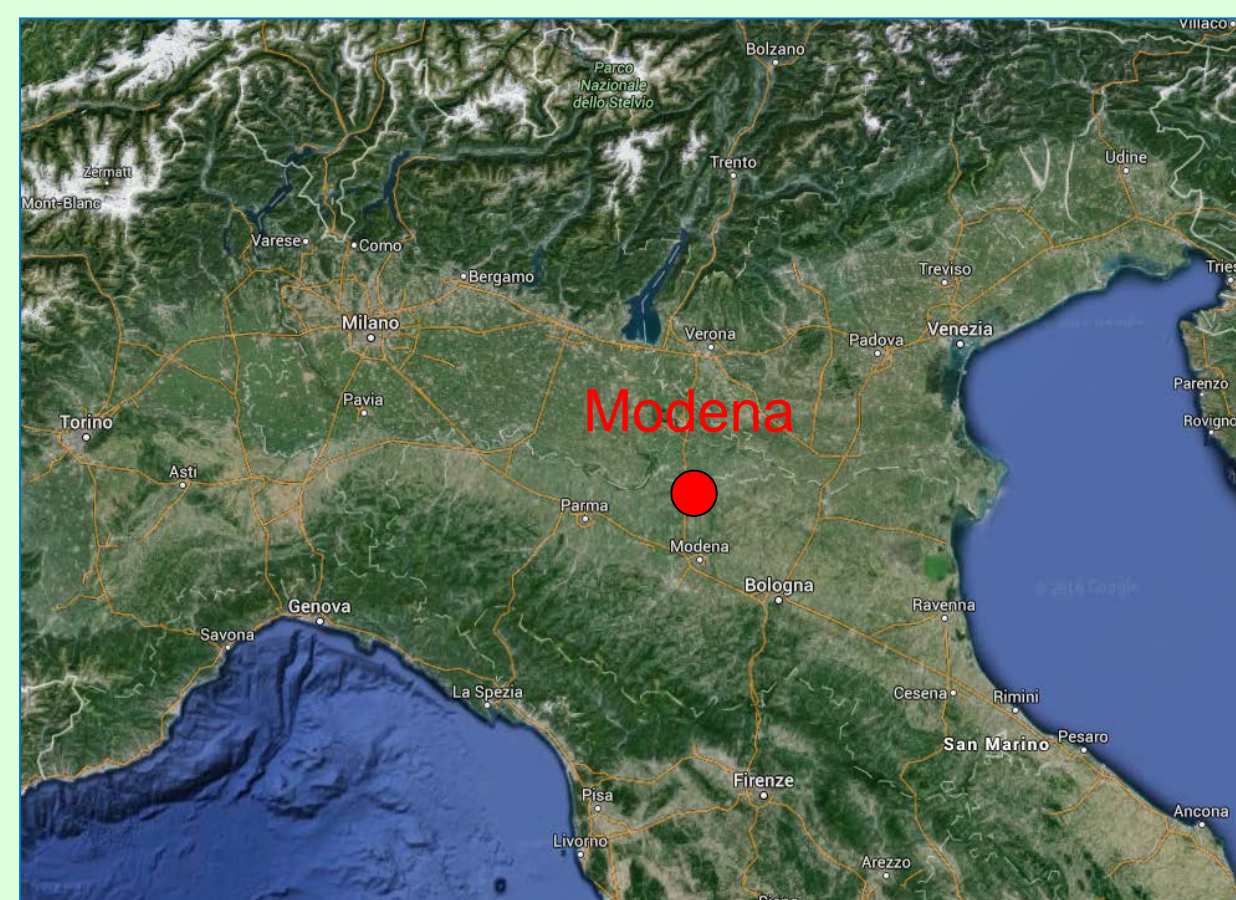 Villaco
Bolzano
Parco
Nazionale
dello Stelvio
Trento
Udine
Zermatt
Mont-Blanc
Varese
Como
Bergamo
Treviso
Milano
Verona
Padova
Venezia
Parenzo
Pavia
Modena
Torino
Rovigno
Asti
Parma
Modena
Bologna
© 2016 Google
Genova
Ravenna
Savona
La Spezia
Cesena
Rimini
San Marino
Pesaro
Firenze
Pisa
Ancona
Livorno
Arezzo